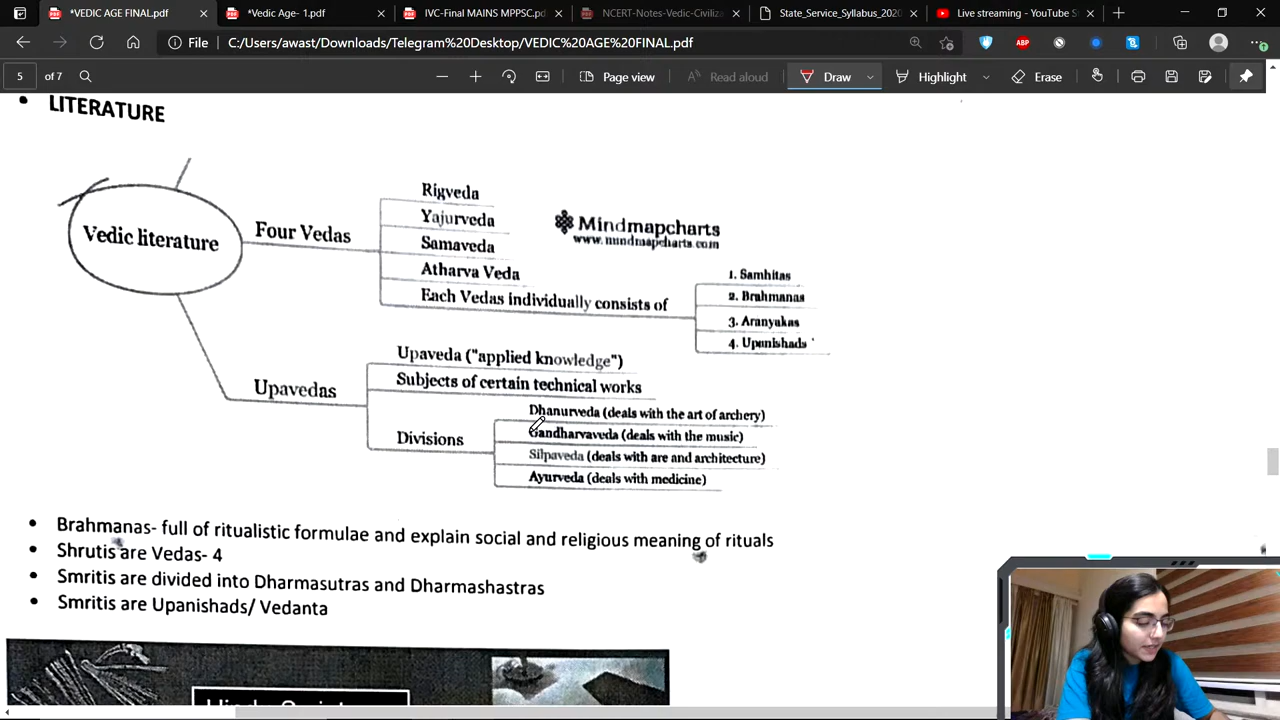 *VEDIC AGE FINAL.pdf
*Vedic Age- 1.pdf
IVC-Final MAINS MPPSC.pd
NCERT-Notes-Vedic-Civiliza
State_Service_syllabus_202
Live streaming - YouTube S
File C:/Users/awast/Downloads/Telegram%20Desktop/VEDIC%20AGE%20FINAL.pdf
5 of 7 Page view Read aloud Draw Highlight Erase
• LITERATURE
Vedic literature
Four Vedas
Rigveda
Yajurveda
Samaveda
Atharva Veda
Each Vedas individually consists of
Mindmapcharts
www.mindmapcharts.com
1. Samhitas
2. Brahmanas
3. Aranyakas
4. Upanishads
Upavedas
Upaveda ("applied knowledge")
Subjects of certain technical works
Divisions
Dhanurveda (deals with the art of archery)
Gandharvaveda (deals with the music)
Silpaveda (deals with are and architecture)
Ayurveda (deals with medicine)
• Brahmanas- full of ritualistic formulae and explain social and religious meaning of rituals
• Shrutis are Vedas- 4
• Smritis are divided into Dharmasutras and Dharmashastras
• Smritis are Upanishads/ Vedanta